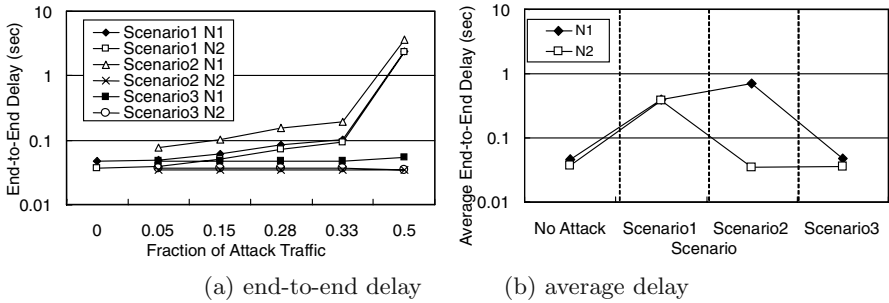 End-to-End Delay (sec)
10
1
0.1
0.01
Scenario1 N1
Scenario1 N2
Scenario2 N1
Scenario2 N2
Scenario3 N1
Scenario3 N2
0 0.05 0.15 0.28 0.33 0.5
Fraction of Attack Traffic
(a) end-to-end delay
Average End-to-End Delay (sec)
10
1
0.1
0.01
N1
N2
No Attack Scenario1 Scenario2 Scenario3
Scenario
(b) average delay